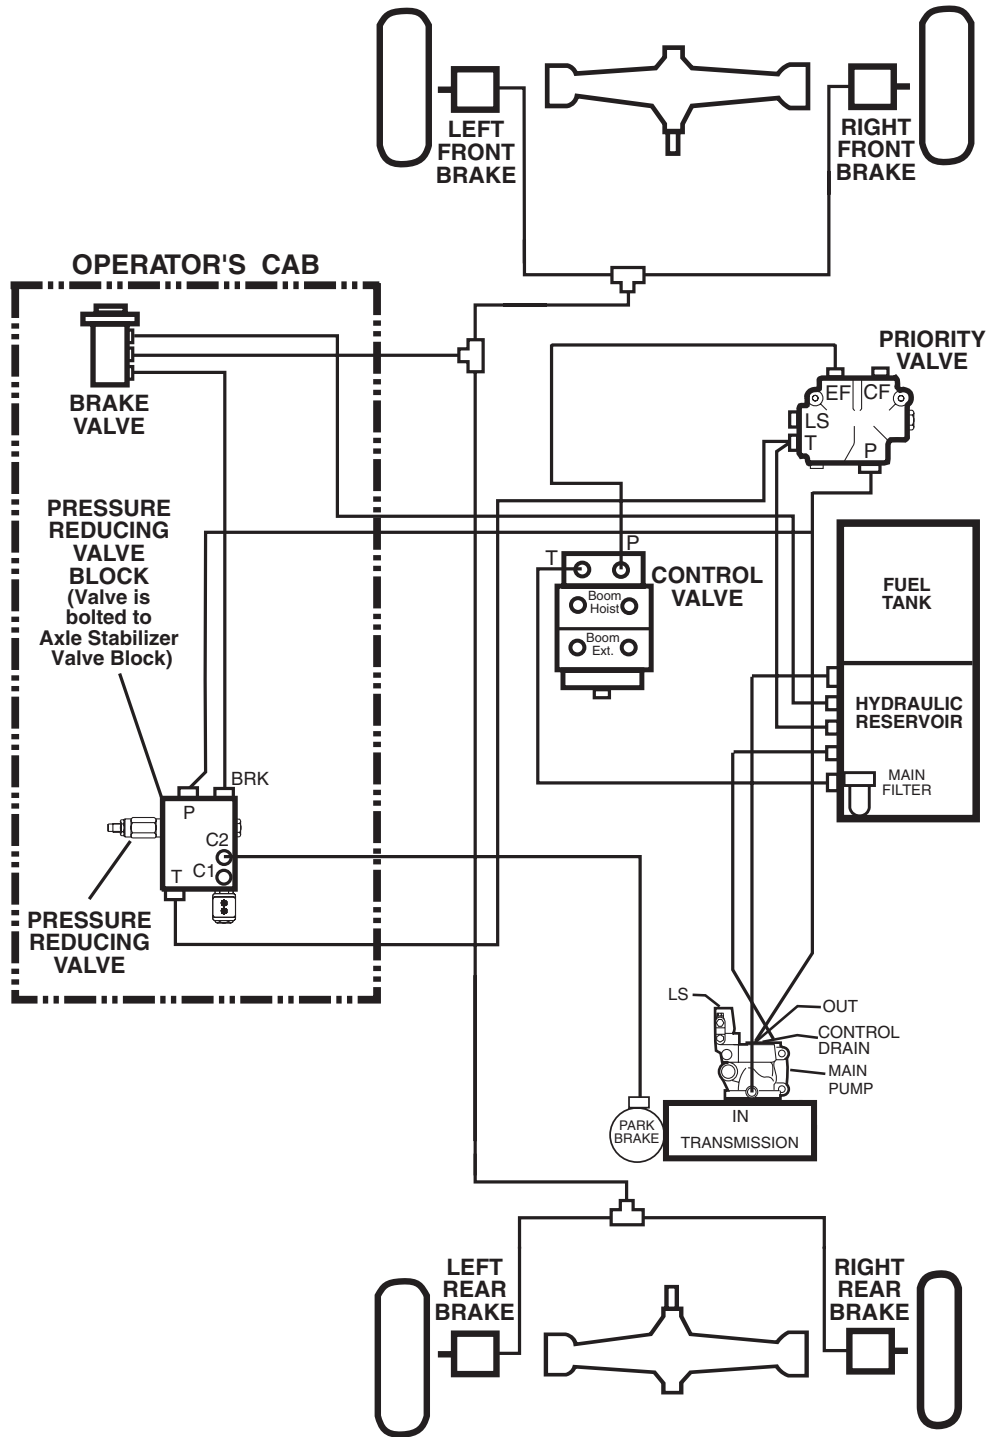 LEFT
FRONT
BRAKE
RIGHT
FRONT
BRAKE
OPERATOR'S CAB
BRAKE
VALVE
PRIORITY
VALVE
EF
CF
LS
T
P
PRESSURE
REDUCING
VALVE
BLOCK
(Valve is
bolted to
Axle Stabilizer
Valve Block)
T
P
CONTROL
VALVE
Boom
Hoist
Boom
Ext.
FUEL
TANK
HYDRAULIC
RESERVOIR
MAIN
FILTER
BRK
P
C2
C1
T
PRESSURE
REDUCING
VALVE
LS
OUT
CONTROL
DRAIN
MAIN
PUMP
IN
TRANSMISSION
PARK
BRAKE
LEFT
REAR
BRAKE
RIGHT
REAR
BRAKE